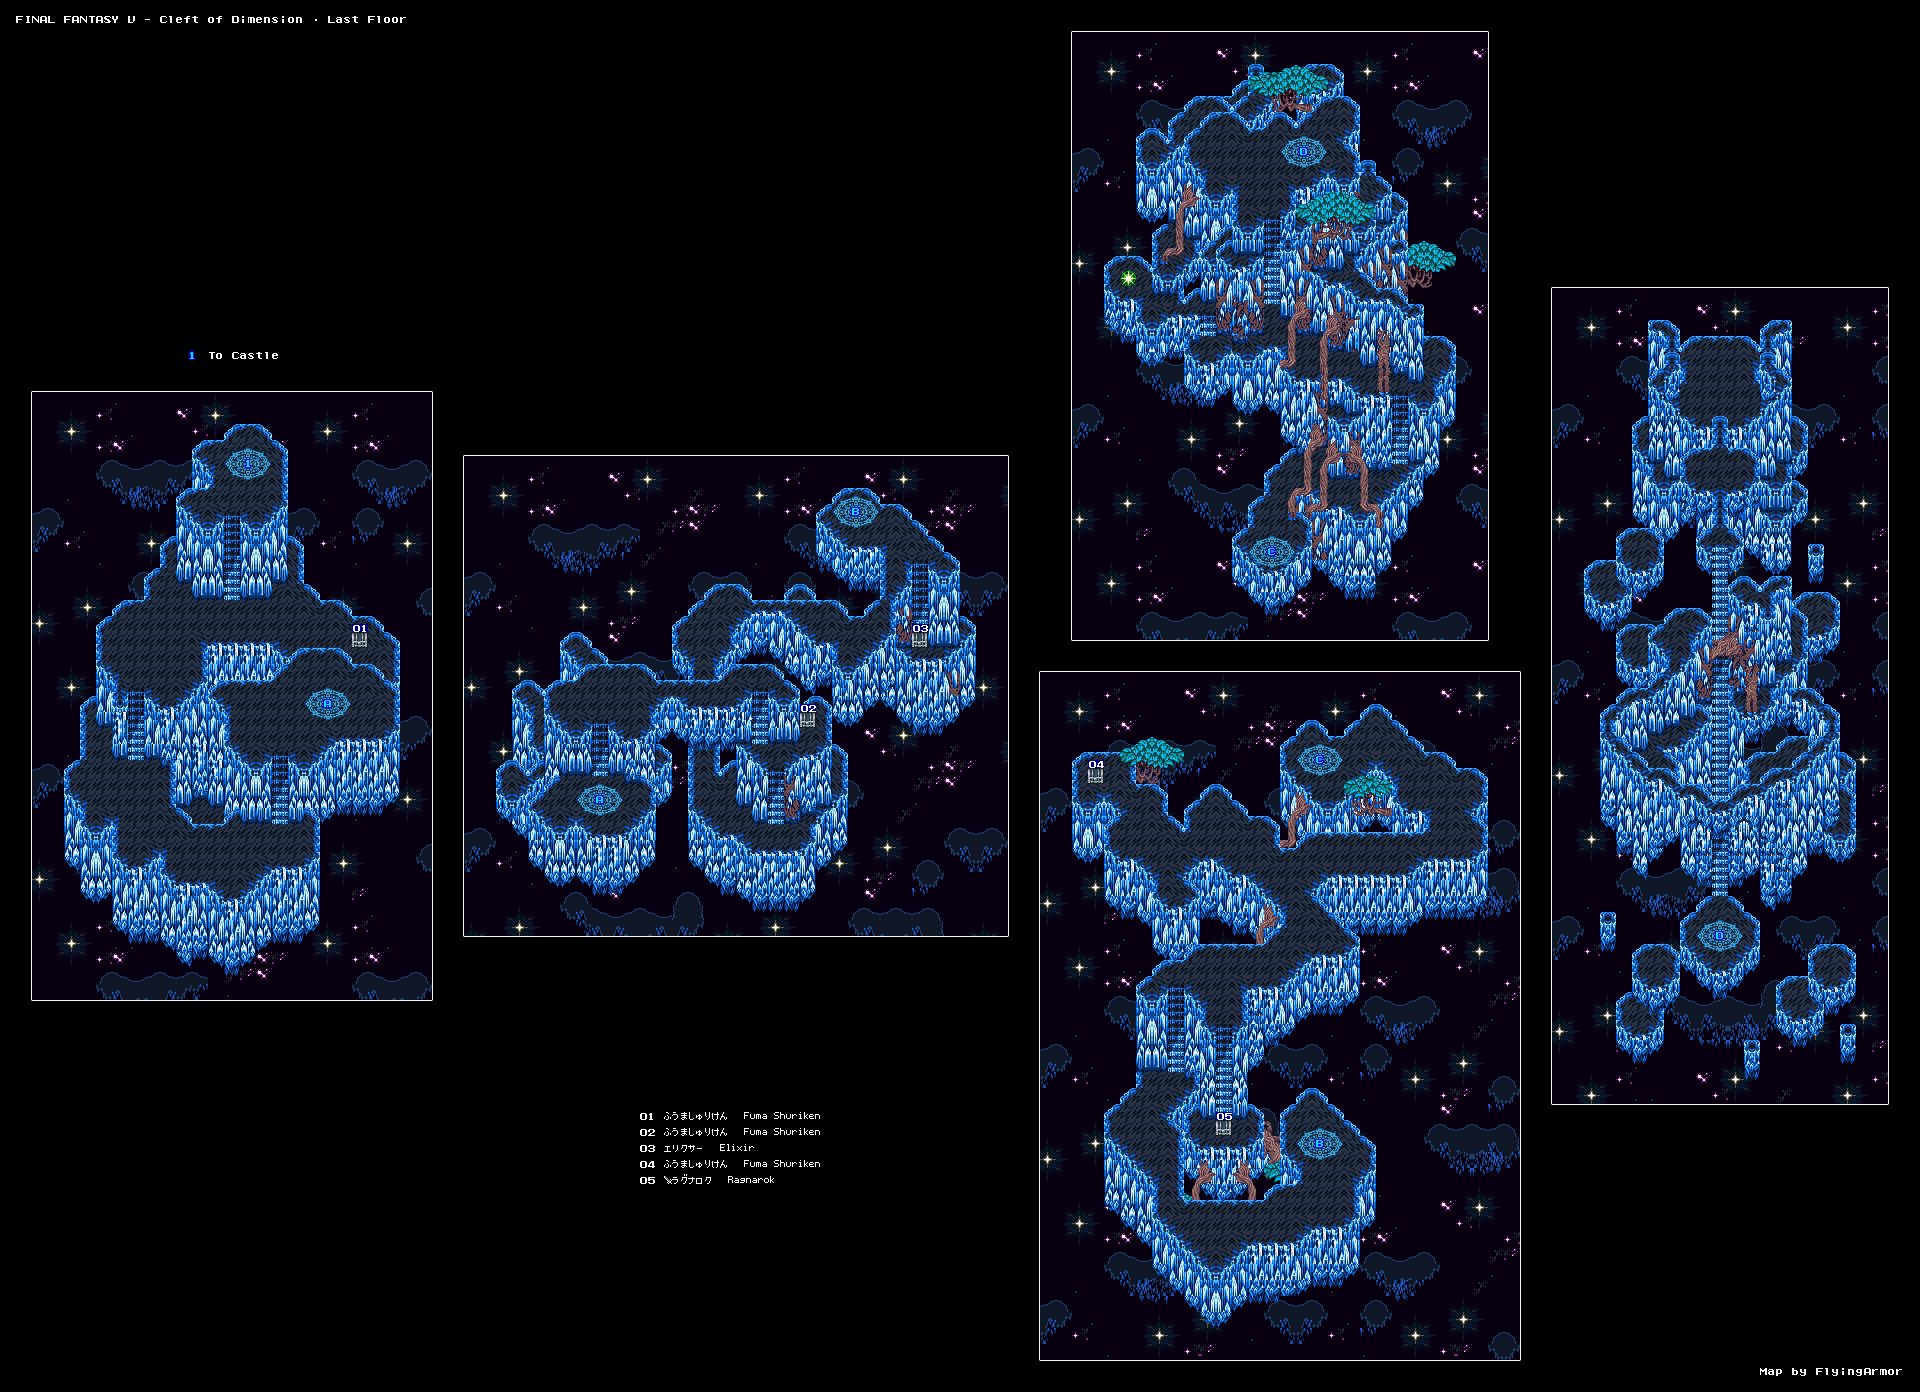 FINAL FANTASY V - Cleft of Dimension · Last Floor
D
1 To Castle
1
B
01
A
03
02
A
C
C
04
D
05
B
01 ふうましゅりけん Fuma Shuriken
02 ふうましゅりけん Fuma Shuriken
03 エリクサー Elixir
04 ふうましゅりけん Fuma Shuriken
05 ラグナロク Ragnarok
Map by FlyingArmor